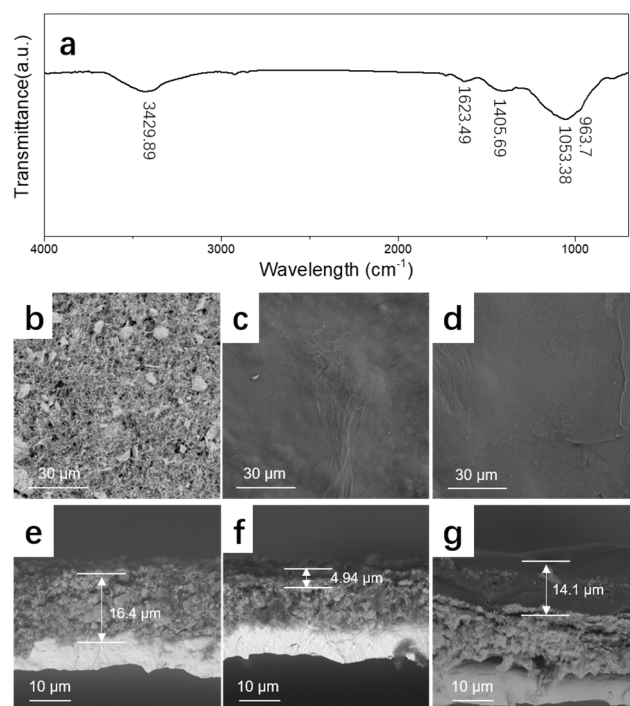 a
Transmittance(a.u.)
3429.89
1623.49
1405.69
1053.38
963.7
4000
3000
2000
1000
Wavelength (cm-1)
b
c
d
30 μm
30 μm
30 μm
e
f
g
16.4 μm
4.94 μm
14.1 μm
10 μm
10 μm
10 μm